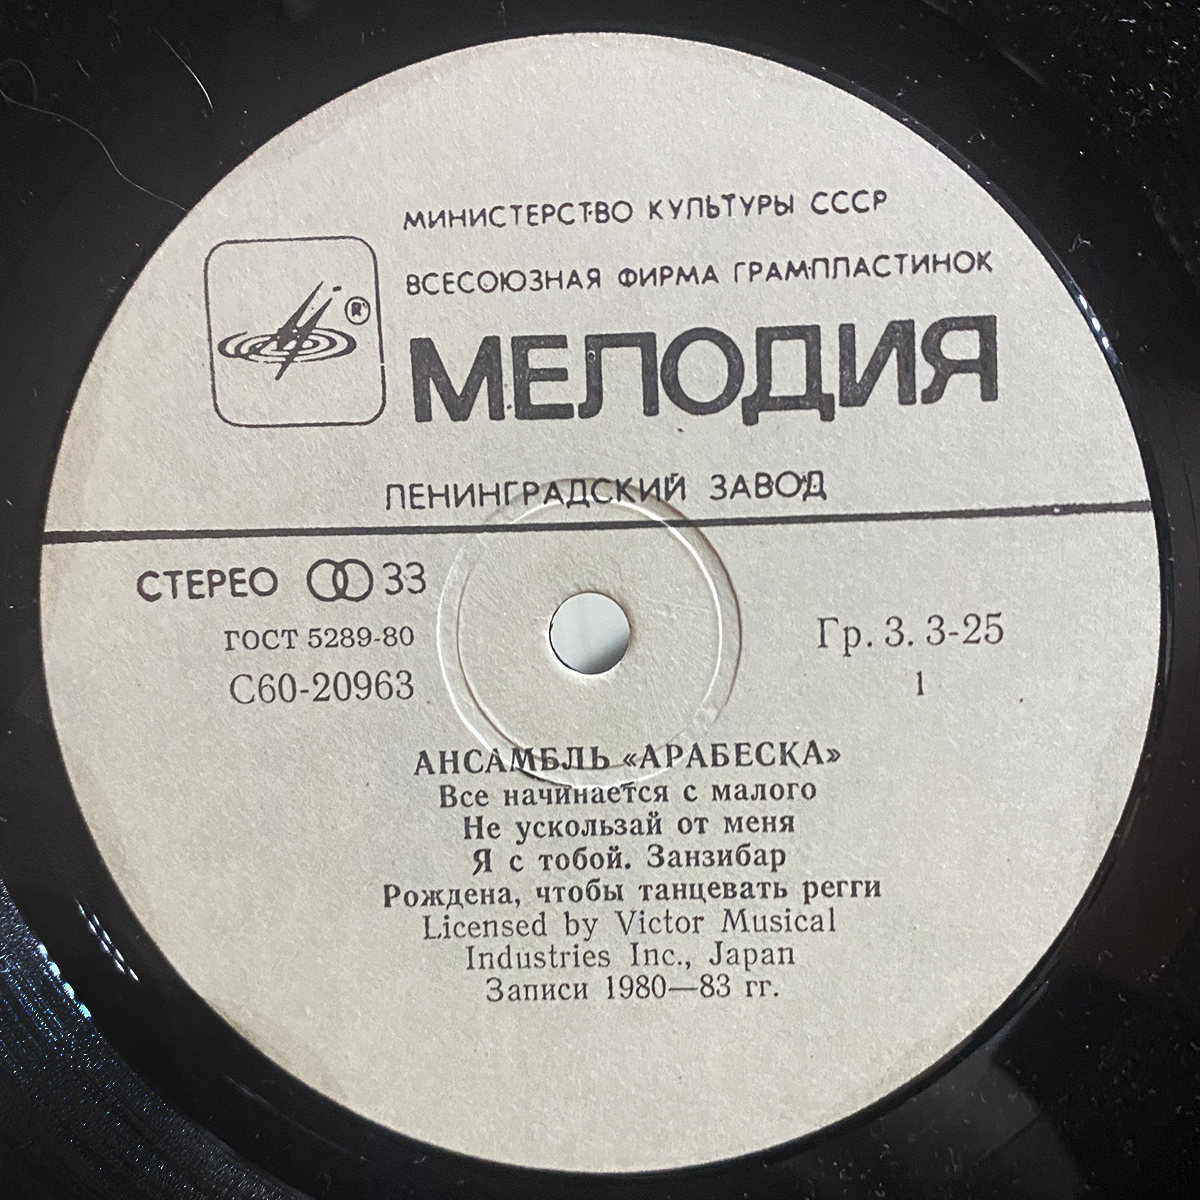 МИНИСТЕРСТВО КУЛЬТУРЫ СССР
ВСЕСОЮЗНАЯ ФИРМА ГРАМПЛАСТИНОК
®
МЕЛОДИЯ
ЛЕНИНГРАДСКИЙ ЗАВОД
СТЕРЕО 33
ГОСТ 5289-80
С60-20963
Гр. 3. 3-25
1
АНСАМБЛЬ «АРАБЕСКА»
Все начинается с малого
Не ускользай от меня
Я с тобой. Занзибар
Рождена, чтобы танцевать регги
Licensed by Victor Musical
Industries Inc., Japan
Записи 1980—83 гг.